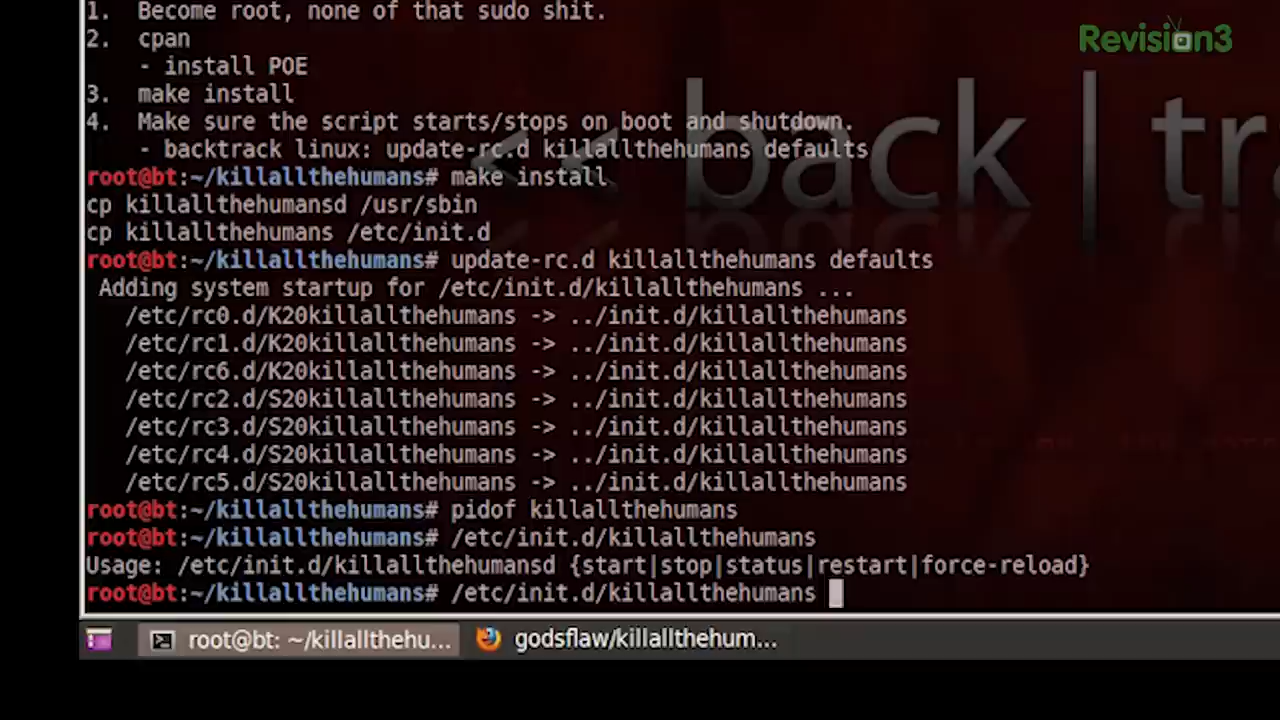 1.  Become root, none of that sudo shit.
Revision3
2.  cpan
    - install POE
3.  make install
4.  Make sure the script starts/stops on boot and shutdown.
    - backtrack linux: update-rc.d killallthehumans defaults
<< back | tr
root@bt:~/killallthehumans# make install
cp killallthehumansd /usr/sbin
cp killallthehumans /etc/init.d
root@bt:~/killallthehumans# update-rc.d killallthehumans defaults
 Adding system startup for /etc/init.d/killallthehumans ...
   /etc/rc0.d/K20killallthehumans -> ../init.d/killallthehumans
   /etc/rc1.d/K20killallthehumans -> ../init.d/killallthehumans
   /etc/rc6.d/K20killallthehumans -> ../init.d/killallthehumans
   /etc/rc2.d/S20killallthehumans -> ../init.d/killallthehumans
   /etc/rc3.d/S20killallthehumans -> ../init.d/killallthehumans
   /etc/rc4.d/S20killallthehumans -> ../init.d/killallthehumans
   /etc/rc5.d/S20killallthehumans -> ../init.d/killallthehumans
root@bt:~/killallthehumans# pidof killallthehumans
root@bt:~/killallthehumans# /etc/init.d/killallthehumans
Usage: /etc/init.d/killallthehumansd {start|stop|status|restart|force-reload}
root@bt:~/killallthehumans# /etc/init.d/killallthehumans
root@bt: ~/killallthehu...
godsflaw/killallthehum...